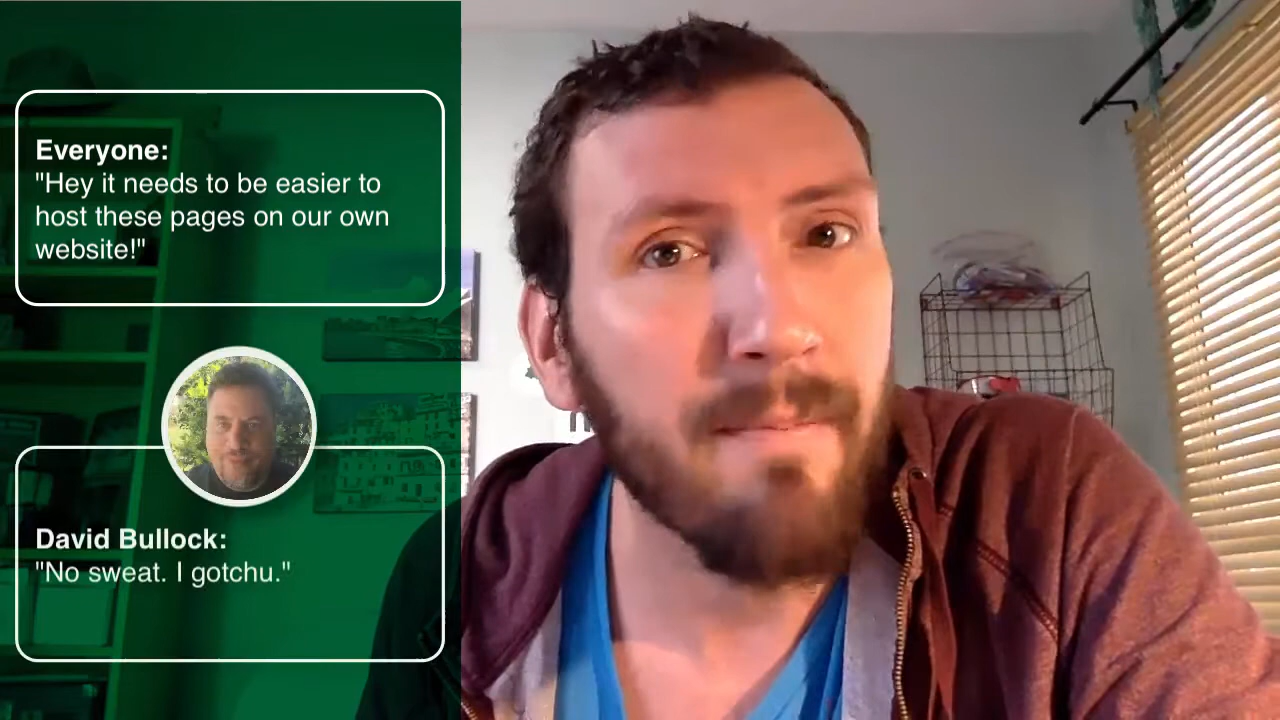 Everyone:
"Hey it needs to be easier to
host these pages on our own
website!"
David Bullock:
"No sweat. I gotchu."